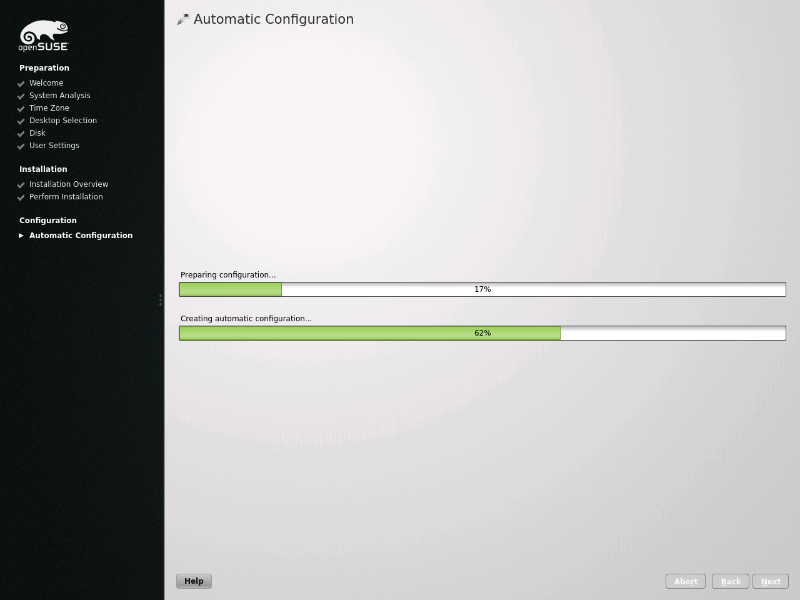 openSUSE
Preparation
Welcome
System Analysis
Time Zone
Desktop Selection
Disk
User Settings
Installation
Installation Overview
Perform Installation
Configuration
Automatic Configuration
Automatic Configuration
Preparing configuration...
17%
Creating automatic configuration...
62%
Help
Abort
Back
Next